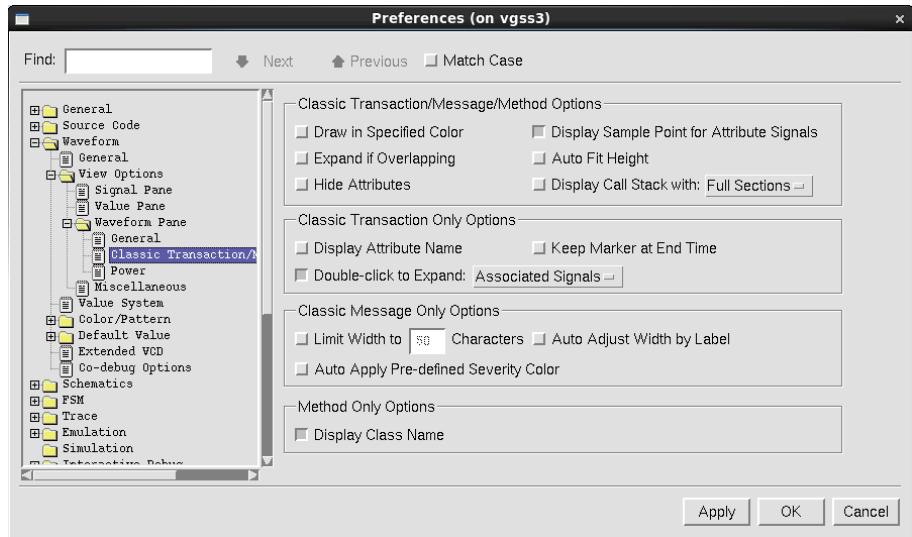 Preferences (on vgss3)
Find: Next Previous Match Case
General
Source Code
Waveform
General
View Options
Signal Pane
Value Pane
Waveform Pane
General
Classic Transaction/M
Power
Miscellaneous
Value System
Color/Pattern
Default Value
Extended VCD
Co-debug Options
Schematics
FSM
Trace
Emulation
Simulation
Interactive Debug
Classic Transaction/Message/Method Options
Draw in Specified Color Display Sample Point for Attribute Signals
Expand if Overlapping Auto Fit Height
Hide Attributes Display Call Stack with: Full Sections
Classic Transaction Only Options
Display Attribute Name Keep Marker at End Time
Double-click to Expand: Associated Signals
Classic Message Only Options
Limit Width to 50 Characters Auto Adjust Width by Label
Auto Apply Pre-defined Severity Color
Method Only Options
Display Class Name
Apply OK Cancel